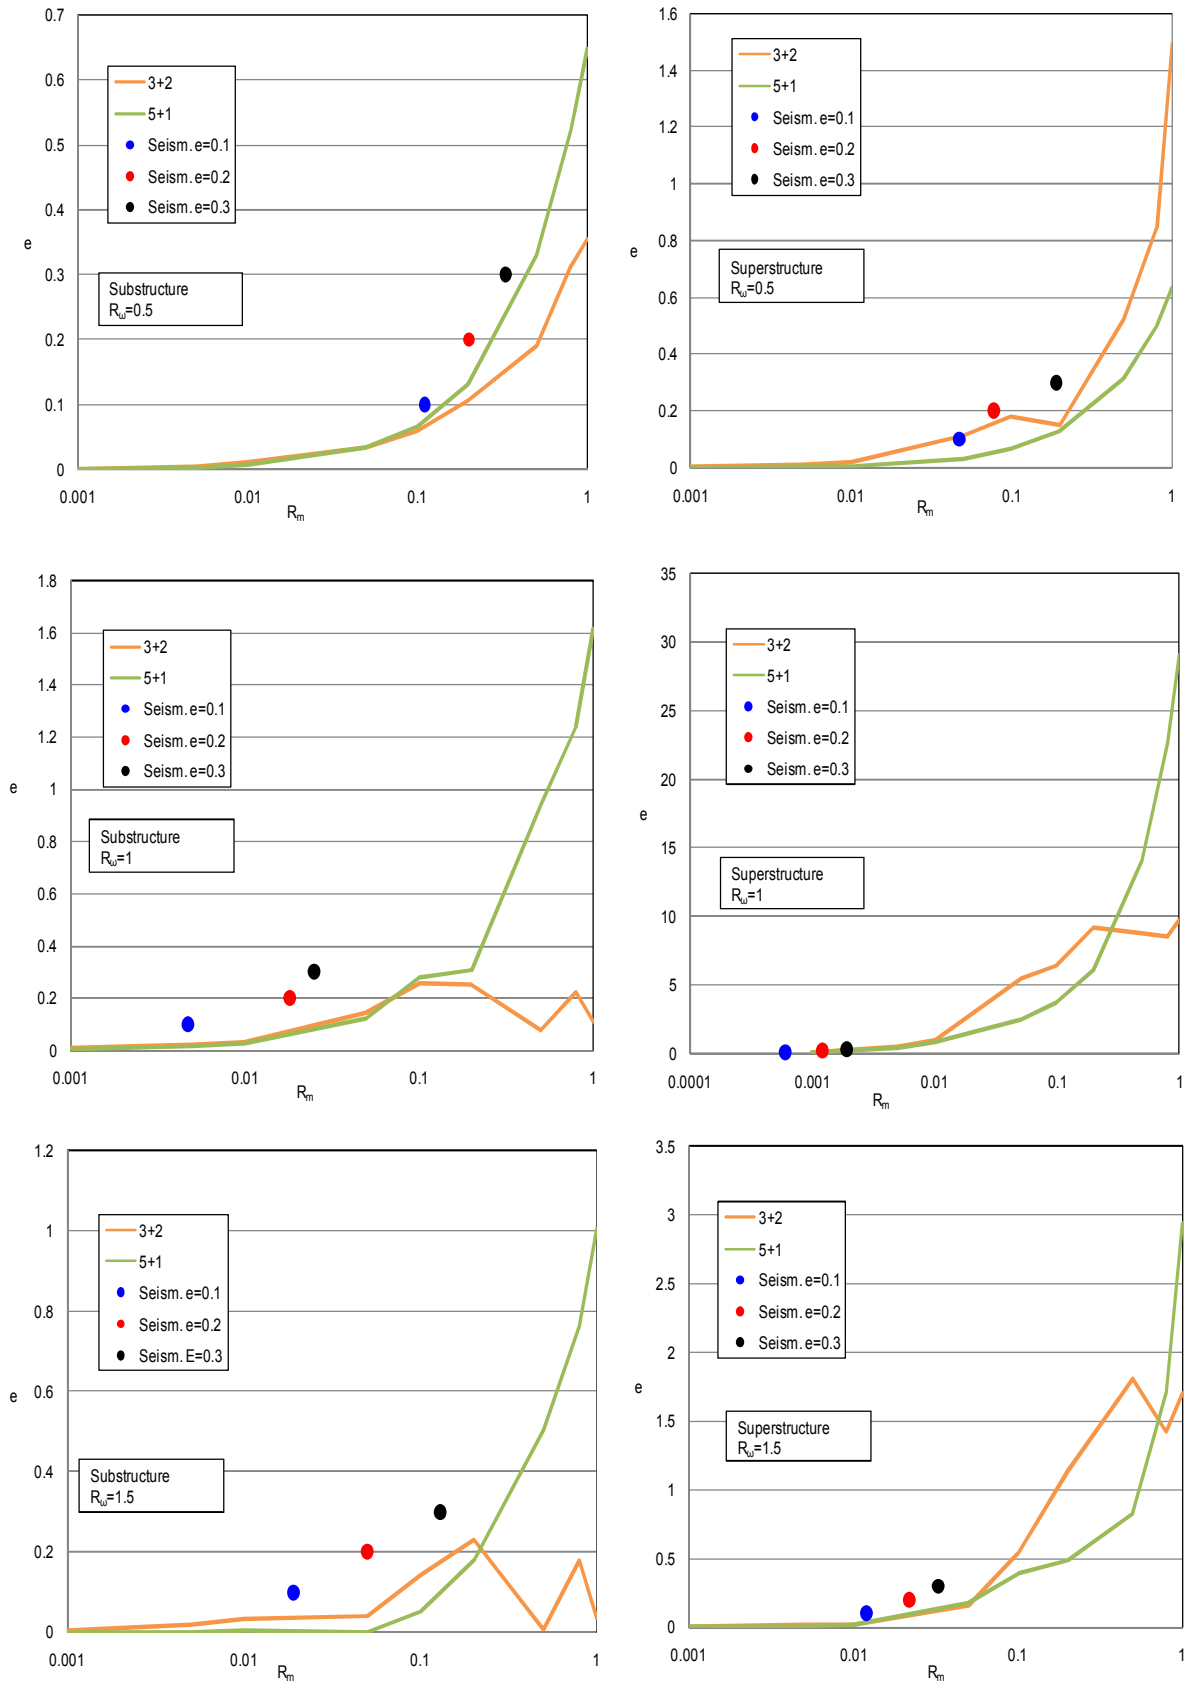 0.7
0.6
0.5
0.4
0.3
0.2
0.1
0
e
3+2
5+1
Seism. e=0.1
Seism. e=0.2
Seism. e=0.3
Substructure
Rω=0.5
0.001
0.01
0.1
1
Rm
1.6
1.4
1.2
1
0.8
0.6
0.4
0.2
0
e
3+2
5+1
Seism. e=0.1
Seism. e=0.2
Seism. e=0.3
Superstructure
Rω=0.5
0.001
0.01
0.1
1
Rm
1.8
1.6
1.4
1.2
1
0.8
0.6
0.4
0.2
0
e
3+2
5+1
Seism. e=0.1
Seism. e=0.2
Seism. e=0.3
Substructure
Rω=1
0.001
0.01
0.1
1
Rm
35
30
25
20
15
10
5
0
e
3+2
5+1
Seism. e=0.1
Seism. e=0.2
Seism. e=0.3
Superstructure
Rω=1
0.0001
0.001
0.01
0.1
1
Rm
1.2
1
0.8
0.6
0.4
0.2
0
e
3+2
5+1
Seism. e=0.1
Seism. e=0.2
Seism. E=0.3
Substructure
Rω=1.5
0.001
0.01
0.1
1
Rm
3.5
3
2.5
2
1.5
1
0.5
0
e
3+2
5+1
Seism. e=0.1
Seism. e=0.2
Seism. e=0.3
Superstructure
Rω=1.5
0.001
0.01
0.1
1
Rm